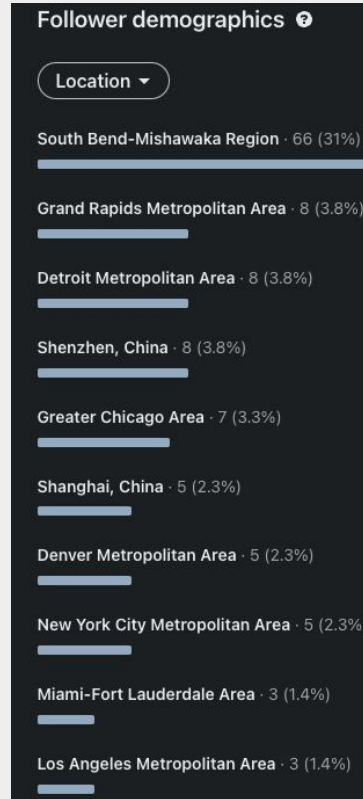 Follower demographics ?
Location
South Bend-Mishawaka Region · 66 (31%)
Grand Rapids Metropolitan Area · 8 (3.8%)
Detroit Metropolitan Area · 8 (3.8%)
Shenzhen, China · 8 (3.8%)
Greater Chicago Area · 7 (3.3%)
Shanghai, China · 5 (2.3%)
Denver Metropolitan Area · 5 (2.3%)
New York City Metropolitan Area · 5 (2.3%
Miami-Fort Lauderdale Area · 3 (1.4%)
Los Angeles Metropolitan Area · 3 (1.4%)